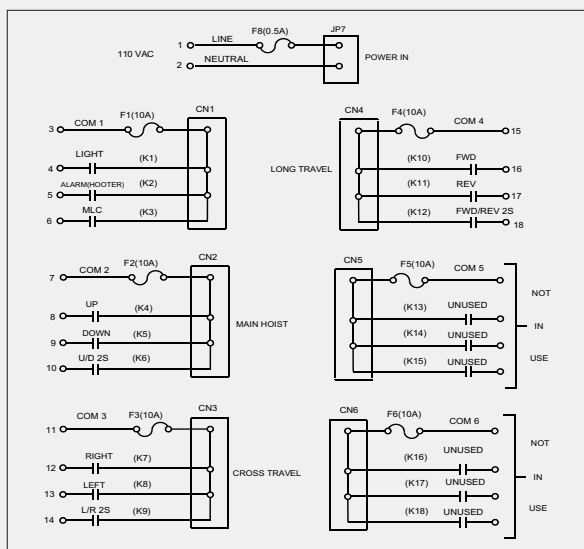 F8(0.5A) JP7
1 LINE
110 VAC
2 NEUTRAL
POWER IN
F1(10A) CN1
3 COM 1
LIGHT (K1)
4
ALARM(HOOTER) (K2)
5
MLC (K3)
6
CN4 F4(10A) COM 4
15
LONG TRAVEL
(K10) FWD
16
(K11) REV
17
(K12) FWD/REV 2S
18
F2(10A) CN2
7 COM 2
UP (K4)
8
MAIN HOIST
DOWN (K5)
9
U/D 2S (K6)
10
CN5 F5(10A) COM 5
NOT
(K13) UNUSED
IN
(K14) UNUSED
(K15) UNUSED
USE
COM 3 F3(10A) CN3
11
RIGHT (K7)
12
CROSS TRAVEL
LEFT (K8)
13
L/R 2S (K9)
14
CN6 F6(10A) COM 6
NOT
(K16) UNUSED
IN
(K17) UNUSED
(K18) UNUSED
USE